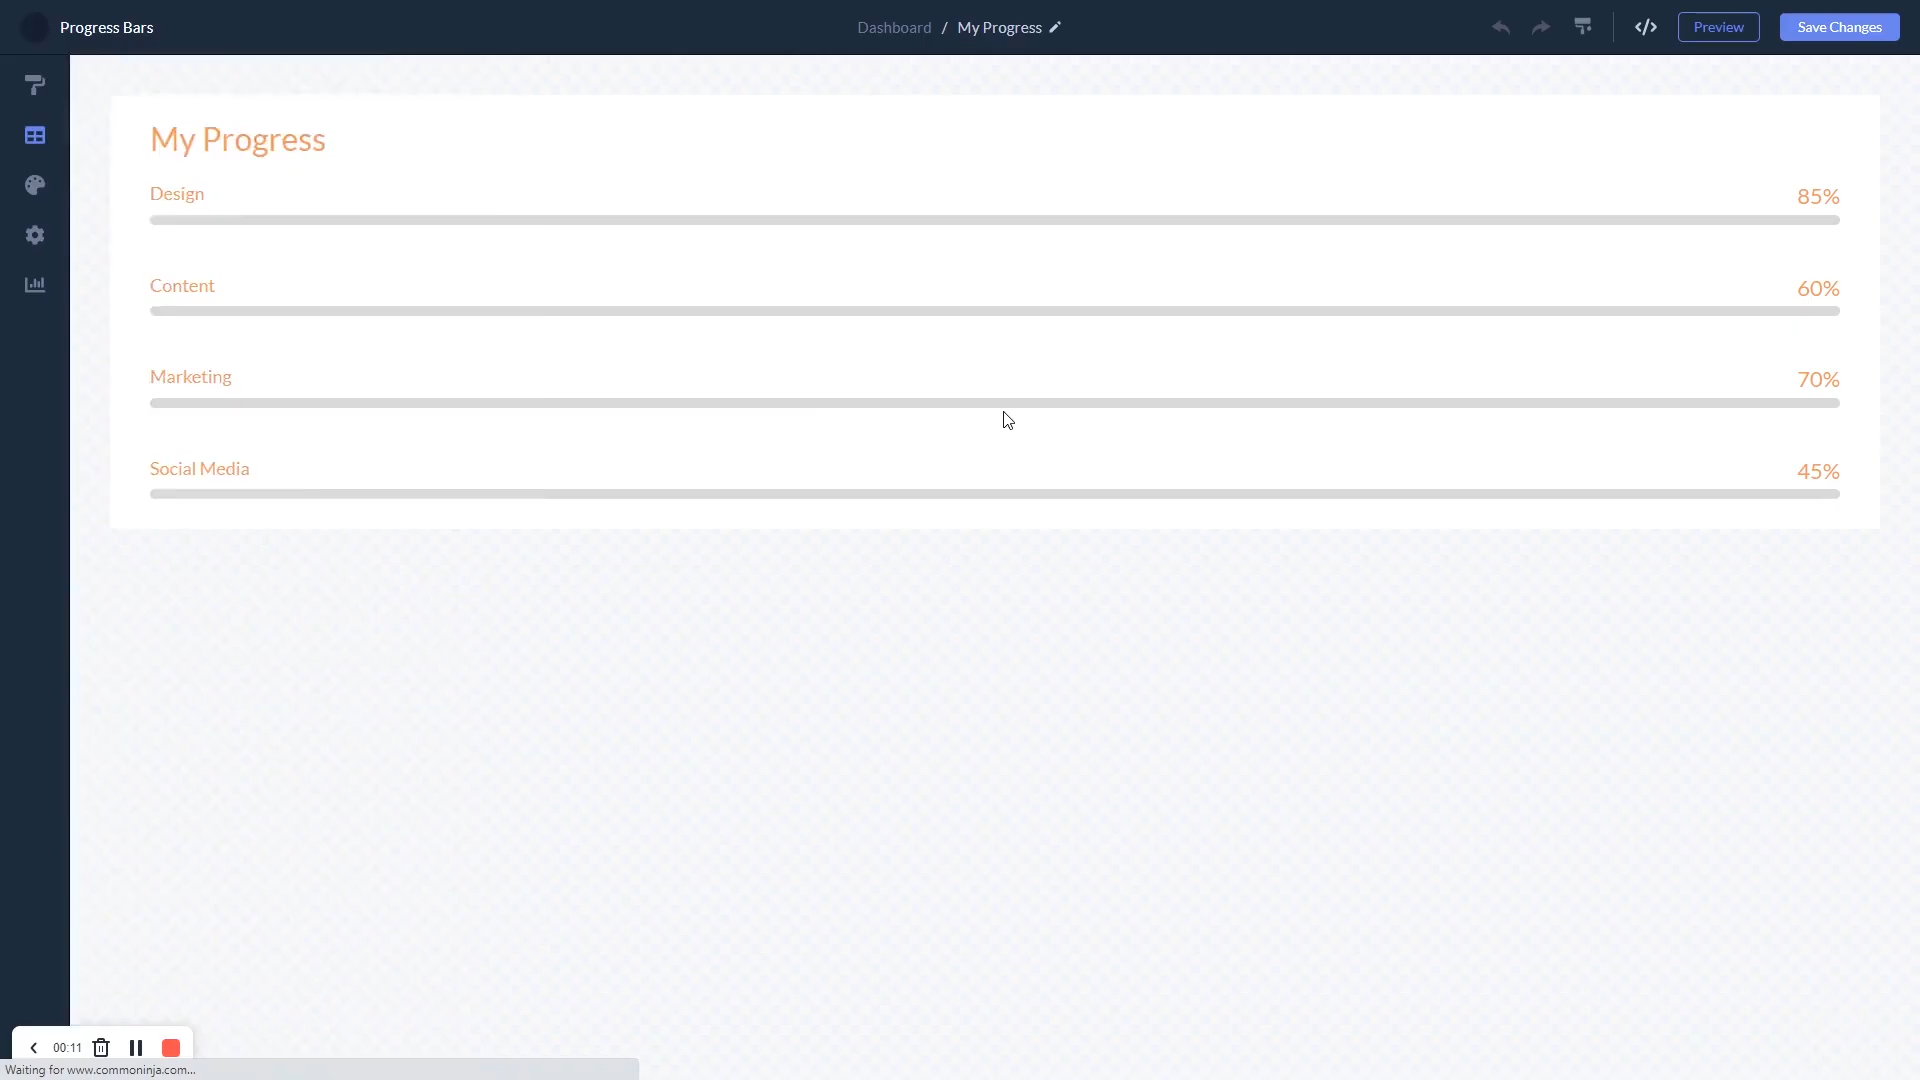 Progress Bars
Dashboard / My Progress
Preview
Save Changes
My Progress
Design 85%
Content 60%
Marketing 70%
Social Media 45%
00:11
Waiting for www.commoninja.com...